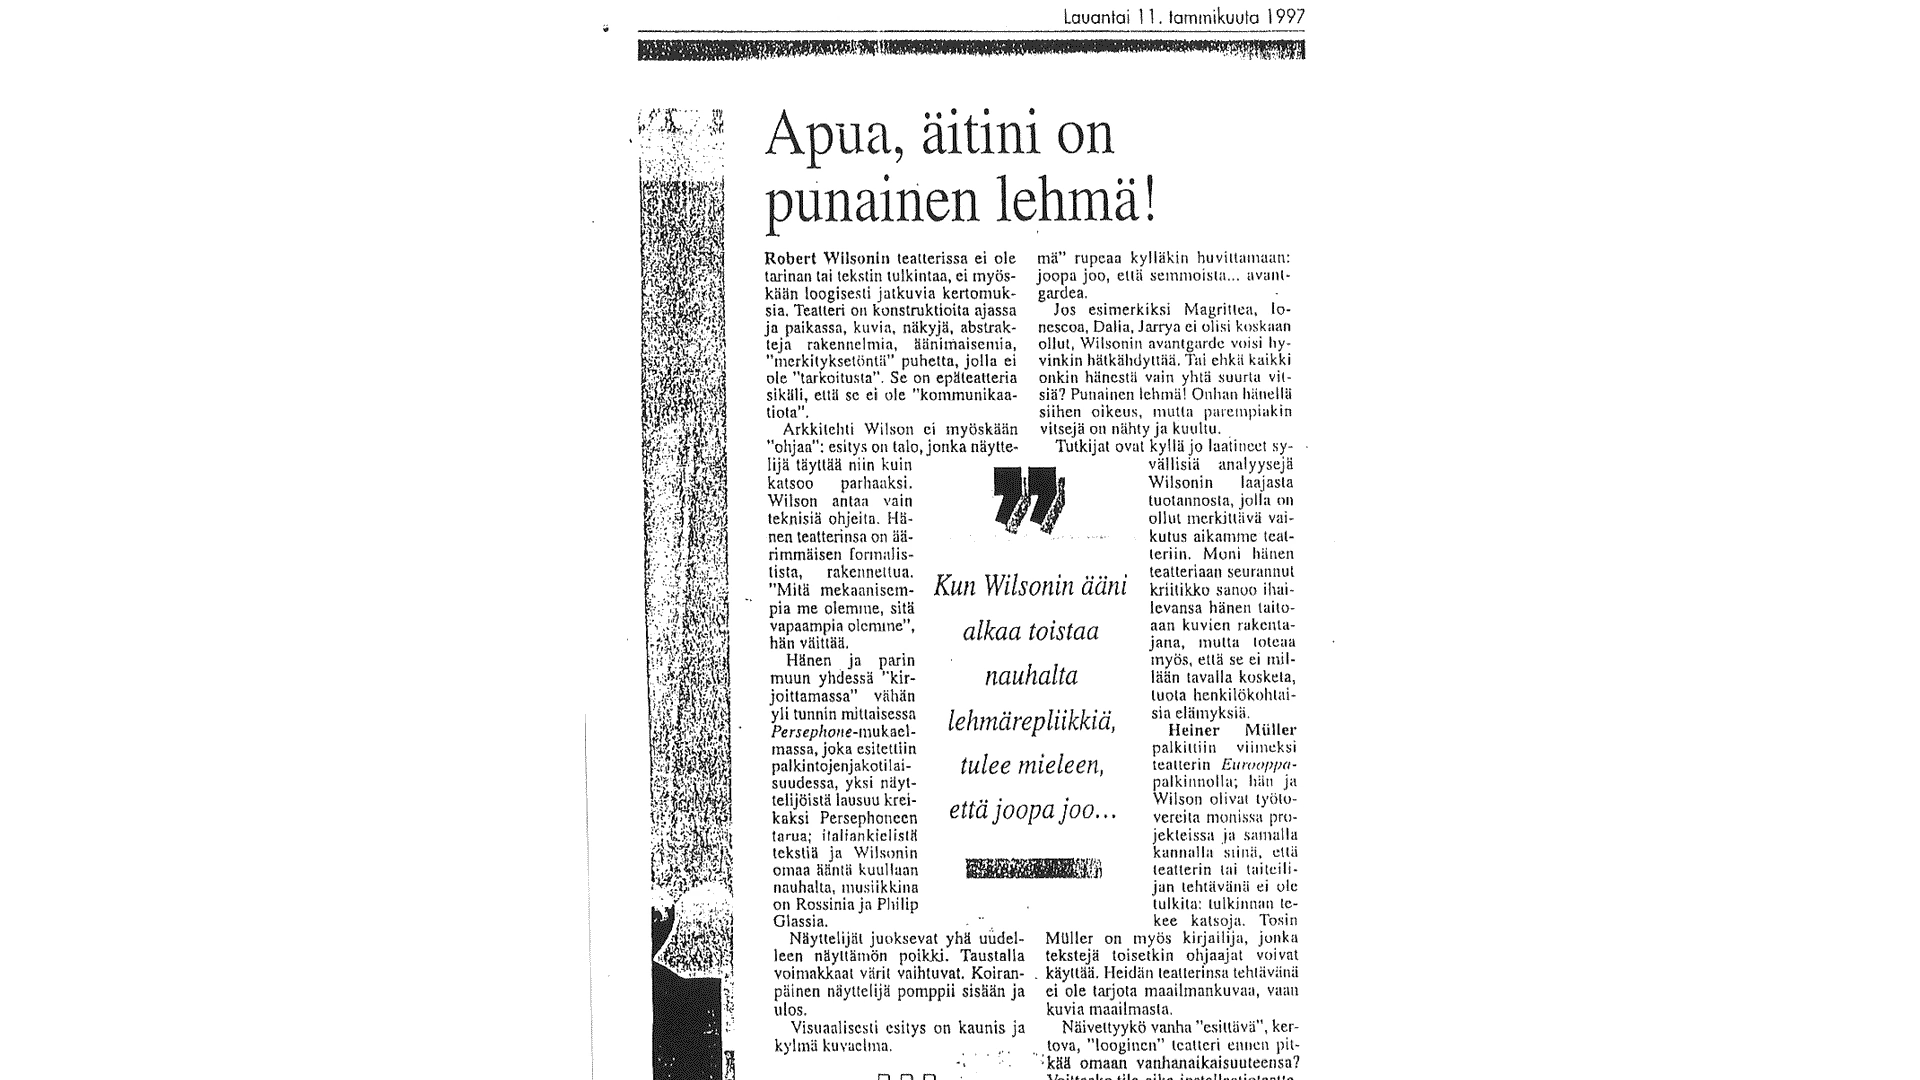 Lauantai 11. tammikuuta 1997
Apua, äitini on
punainen lehmä!
Robert Wilsonin teatterissa ei ole
tarinan tai tekstin tulkintaa, ei myös-
kään loogisesti jatkuvia kertomuk-
sia. Teatteri on konstruktioita ajassa
ja paikassa, kuvia, näkyjä, abstrak-
teja rakennelmia, äänimaisemia,
"merkityksetöntä" puhetta, jolla ei
ole "tarkoitusta". Se on epäteatteria
sikäli, että se ei ole "kommunikaa-
tiota".
Arkkitehti Wilson ei myöskään
"ohjaa": esitys on talo, jonka näytte-
lijä täyttää niin kuin
katsoo parhaaksi.
Wilson antaa vain
teknisiä ohjeita. Hä-
nen teatterinsa on ää-
rimmäisen formalis-
tista, rakennettua.
"Mitä mekaanisem-
pia me olemme, sitä
vapaampia olemme",
hän väittää.
Hänen ja parin
muun yhdessä "kir-
joittamassa" vähän
yli tunnin mittaisessa
Persephone-mukael-
massa, joka esitettiin
palkintojenjakotilai-
suudessa, yksi näyt-
telijöistä lausuu krei-
kaksi Persephoneen
tarua; italiankielistä
tekstiä ja Wilsonin
omaa ääntä kuullaan
nauhalta, musiikkina
on Rossinia ja Philip
Glassia.
Näyttelijät juoksevat yhä uudel-
leen näyttämön poikki. Taustalla
voimakkaat värit vaihtuvat. Koiran-
päinen näyttelijä pomppii sisään ja
ulos.
Visuaalisesti esitys on kaunis ja
kylmä kuvaelma.
"
Kun Wilsonin ääni
alkaa toistaa
nauhalta
lehmärepliikkiä,
tulee mieleen,
että joopa joo...
mä" rupeaa kylläkin huvittamaan:
joopa joo, että semmoista... avant-
gardea.
Jos esimerkiksi Magrittea, Io-
nescoa, Dalia, Jarrya ei olisi koskaan
ollut, Wilsonin avantgarde voisi hy-
vinkin hätkähdyttää. Tai ehkä kaikki
onkin hänestä vain yhtä suurta vit-
siä? Punainen lehmä! Onhan hänellä
siihen oikeus, mutta parempiakin
vitsejä on nähty ja kuultu.
Tutkijat ovat kyllä jo laatineet sy-
vällisiä analyysejä
Wilsonin laajasta
tuotannosta, jolla on
ollut merkittävä vai-
kutus aikamme teat-
teriin. Moni hänen
teatteriaan seurannut
kriitikko sanoo ihai-
levansa hänen taito-
aan kuvien rakenta-
jana, mutta toteaa
myös, että se ei mil-
lään tavalla kosketa,
tuota henkilökohtai-
sia elämyksiä.
Heiner Müller
palkittiin viimeksi
teatterin Eurooppa-
palkinnolla; hän ja
Wilson olivat työto-
vereita monissa pro-
jekteissa ja samalla
kannalla siinä, että
teatterin tai taiteili-
jan tehtävänä ei ole
tulkita: tulkinnan te-
kee katsoja. Tosin
Müller on myös kirjailija, jonka
tekstejä toisetkin ohjaajat voivat
käyttää. Heidän teatterinsa tehtävänä
ei ole tarjota maailmankuvaa, vaan
kuvia maailmasta.
Näivettyykö vanha "esittävä", ker-
tova, "looginen" teatteri ennen pit-
kää omaan vanhanaikaisuuteensa?